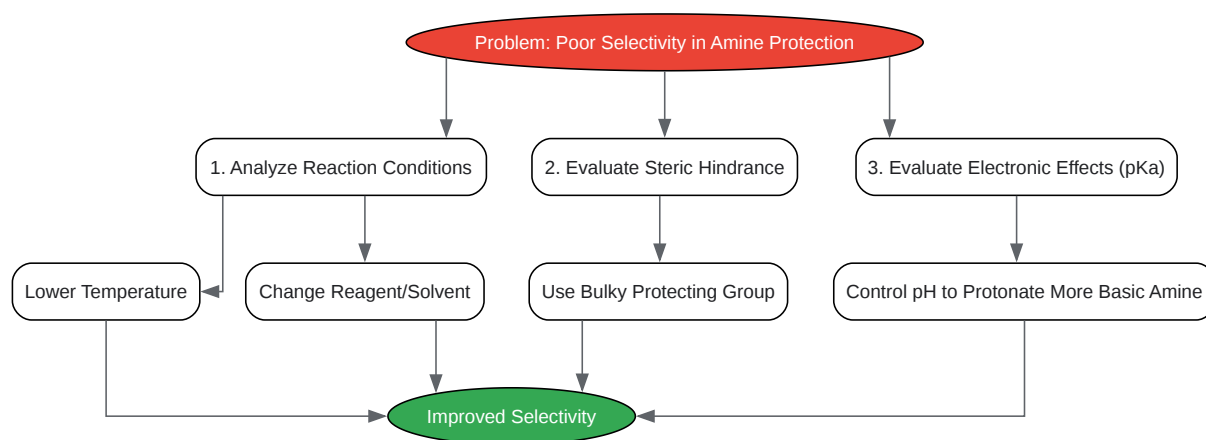 Problem: Poor Selectivity in Amine Protection
1. Analyze Reaction Conditions
2. Evaluate Steric Hindrance
3. Evaluate Electronic Effects (pKa)
Lower Temperature
Change Reagent/Solvent
Use Bulky Protecting Group
Control pH to Protonate More Basic Amine
Improved Selectivity